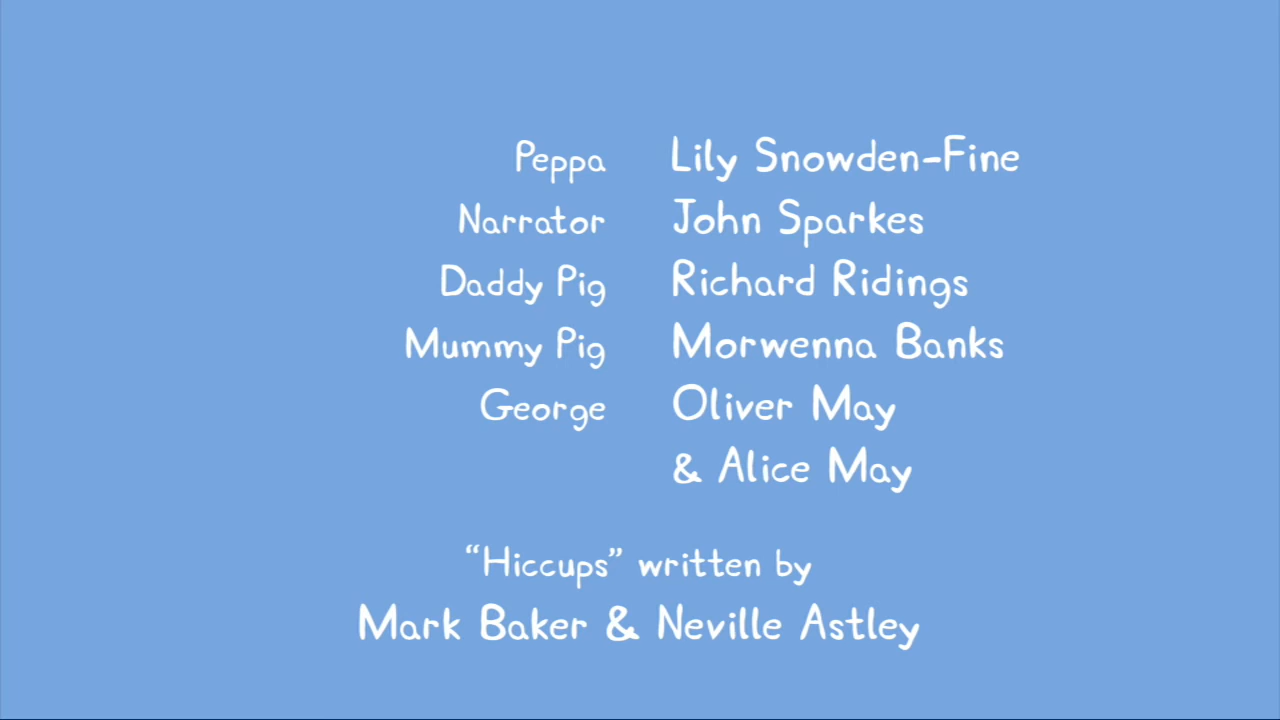 Peppa Lily Snowden-Fine
Narrator John Sparkes
Daddy Pig Richard Ridings
Mummy Pig Morwenna Banks
George Oliver May
& Alice May
“Hiccups” written by
Mark Baker & Neville Astley